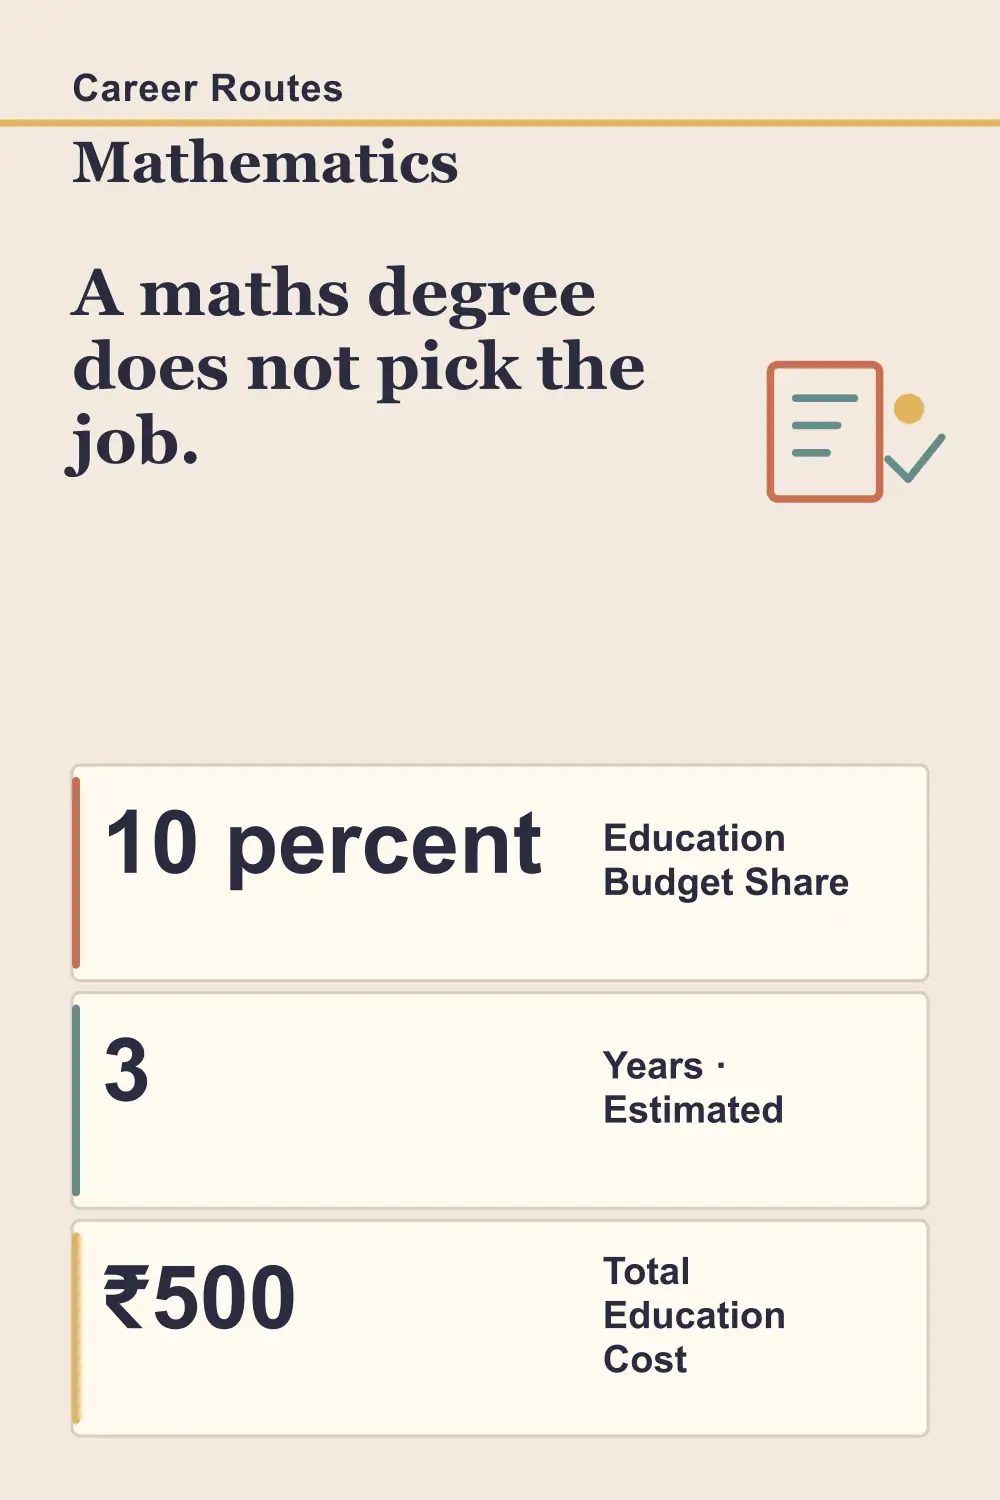 Career Routes
Mathematics
A maths degree
does not pick the
job.
10 percent
Education
Budget Share
3
Years ·
Estimated
₹500
Total
Education
Cost